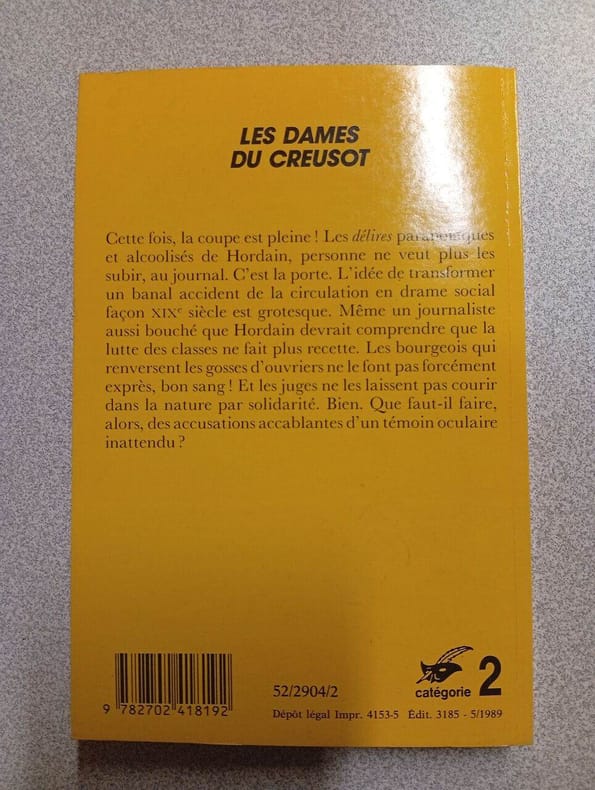 LES DAMES
DU CREUSOT
Cette fois, la coupe est pleine ! Les délires paranoïaques
et alcoolisés de Hordain, personne ne veut plus les
subir, au journal. C'est la porte. L'idée de transformer
un banal accident de la circulation en drame social
façon XIXe siècle est grotesque. Même un journaliste
aussi bouché que Hordain devrait comprendre que la
lutte des classes ne fait plus recette. Les bourgeois qui
renversent les gosses d'ouvriers ne le font pas forcément
exprès, bon sang ! Et les juges ne les laissent pas courir
dans la nature par solidarité. Bien. Que faut-il faire,
alors, des accusations accablantes d'un témoin oculaire
inattendu ?
52/2904/2
catégorie 2
9 782702 418192
Dépôt légal Impr. 4153-5 Édit. 3185 - 5/1989